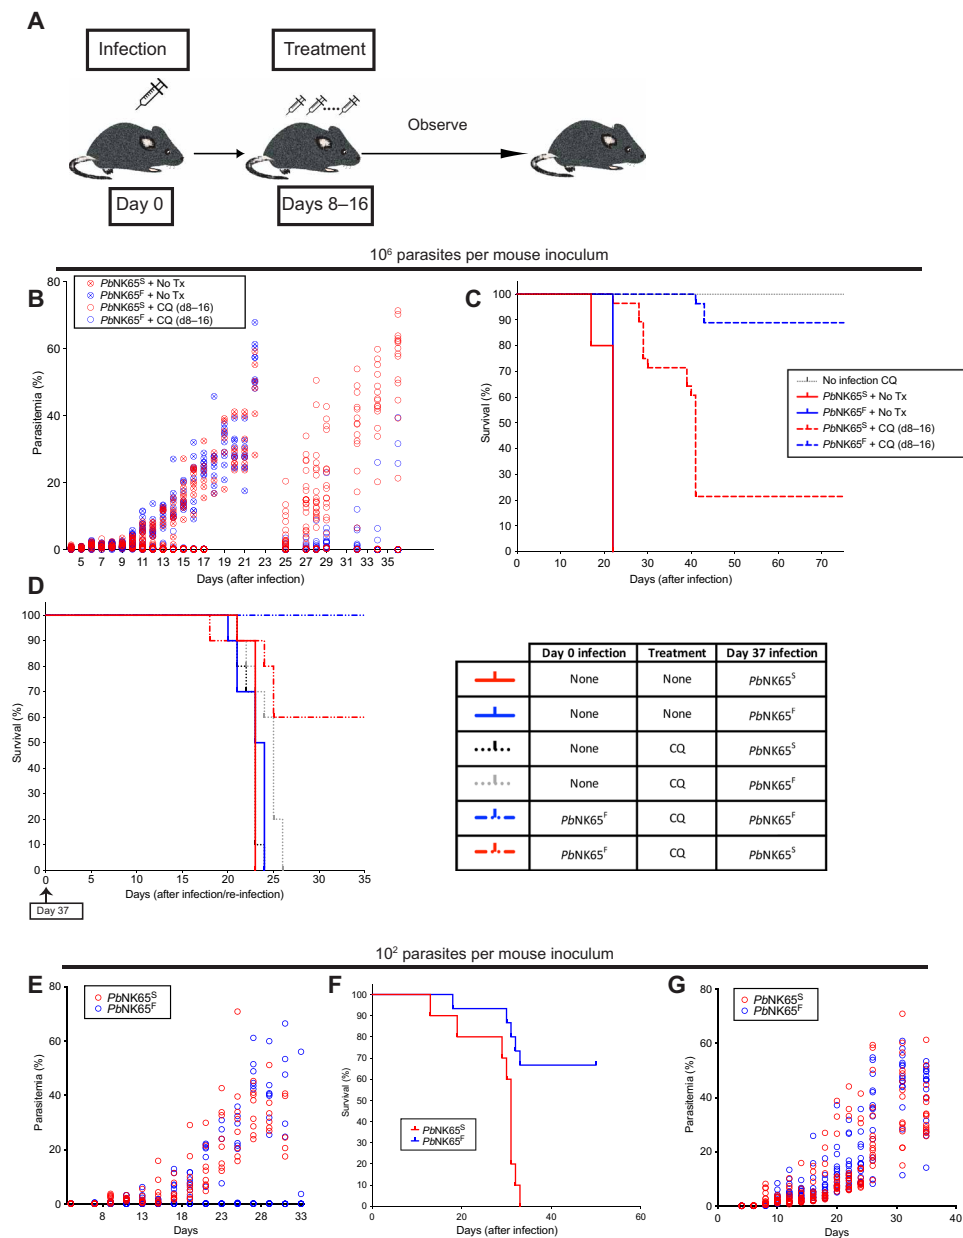 A
Infection
Treatment
Observe
Day 0
Days 8–16
10⁶ parasites per mouse inoculum
B
PbNK65ˢ + No Tx
PbNK65ᶠ + No Tx
PbNK65ˢ + CQ (d8–16)
PbNK65ᶠ + CQ (d8–16)
Parasitemia (%)
80
60
40
20
0
5 7 9 11 13 15 17 19 21 23 25 27 29 31 33 35
Days (after infection)
C
Survival (%)
100
90
80
70
60
50
40
30
20
10
0
0 10 20 30 40 50 60 70
Days (after infection)
No infection CQ
PbNK65ˢ + No Tx
PbNK65ᶠ + No Tx
PbNK65ˢ + CQ (d8–16)
PbNK65ᶠ + CQ (d8–16)
D
Survival (%)
100
90
80
70
60
50
40
30
20
10
0
0 5 10 15 20 25 30 35
Days (after infection/re-infection)
Day 37
Day 0 infection Treatment Day 37 infection
None None PbNK65ˢ
None None PbNK65ᶠ
None CQ PbNK65ˢ
None CQ PbNK65ᶠ
PbNK65ᶠ CQ PbNK65ᶠ
PbNK65ᶠ CQ PbNK65ˢ
10² parasites per mouse inoculum
E
PbNK65ˢ
PbNK65ᶠ
Parasitemia (%)
80
60
40
20
0
8 13 18 23 28 33
Days
F
Survival (%)
100
90
80
70
60
50
40
30
20
10
0
PbNK65ˢ
PbNK65ᶠ
0 20 40 60
Days (after infection)
G
PbNK65ˢ
PbNK65ᶠ
Parasitemia (%)
80
60
40
20
0
0 10 20 30 40
Days